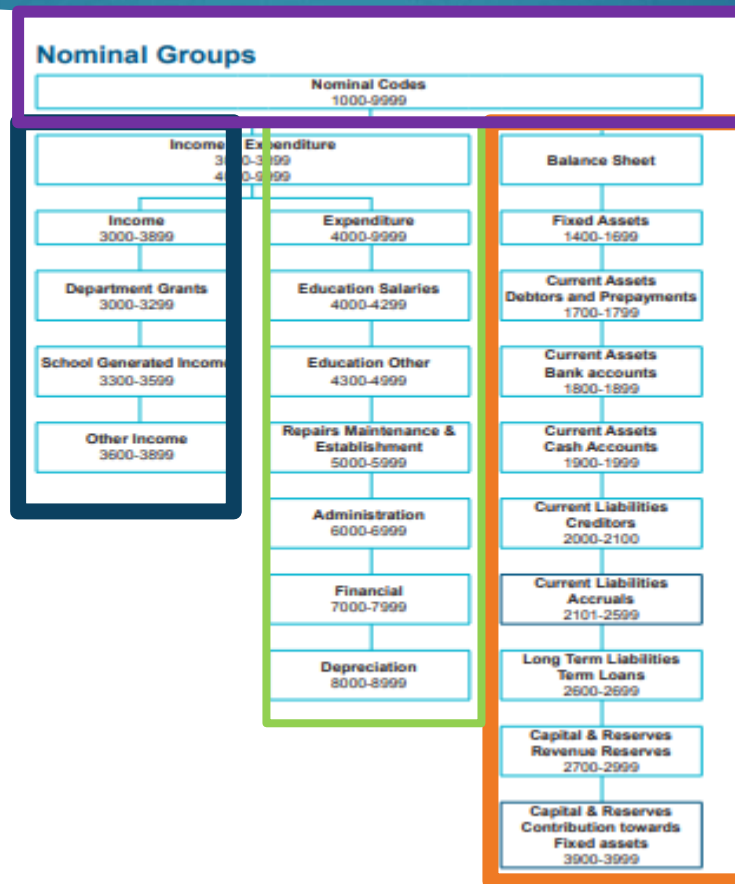 Nominal Groups
Nominal Codes
1000-9999
Income Expenditure
Income
3000-3899
Department Grants
3000-3299
School Generated Income
3300-3599
Other Income
3600-3899
Expenditure
4000-9999
Education Salaries
4000-4299
Education Other
4300-4999
Repairs Maintenance &
Establishment
5000-5999
Administration
6000-6999
Financial
7000-7999
Depreciation
8000-8999
Balance Sheet
Fixed Assets
1400-1699
Current Assets
Debtors and Prepayments
1700-1799
Current Assets
Bank accounts
1800-1899
Current Assets
Cash Accounts
1900-1999
Current Liabilities
Creditors
2000-2100
Current Liabilities
Accruals
2101-2599
Long Term Liabilities
Term Loans
2600-2699
Capital & Reserves
Revenue Reserves
2700-2999
Capital & Reserves
Contribution towards
Fixed assets
3900-3999